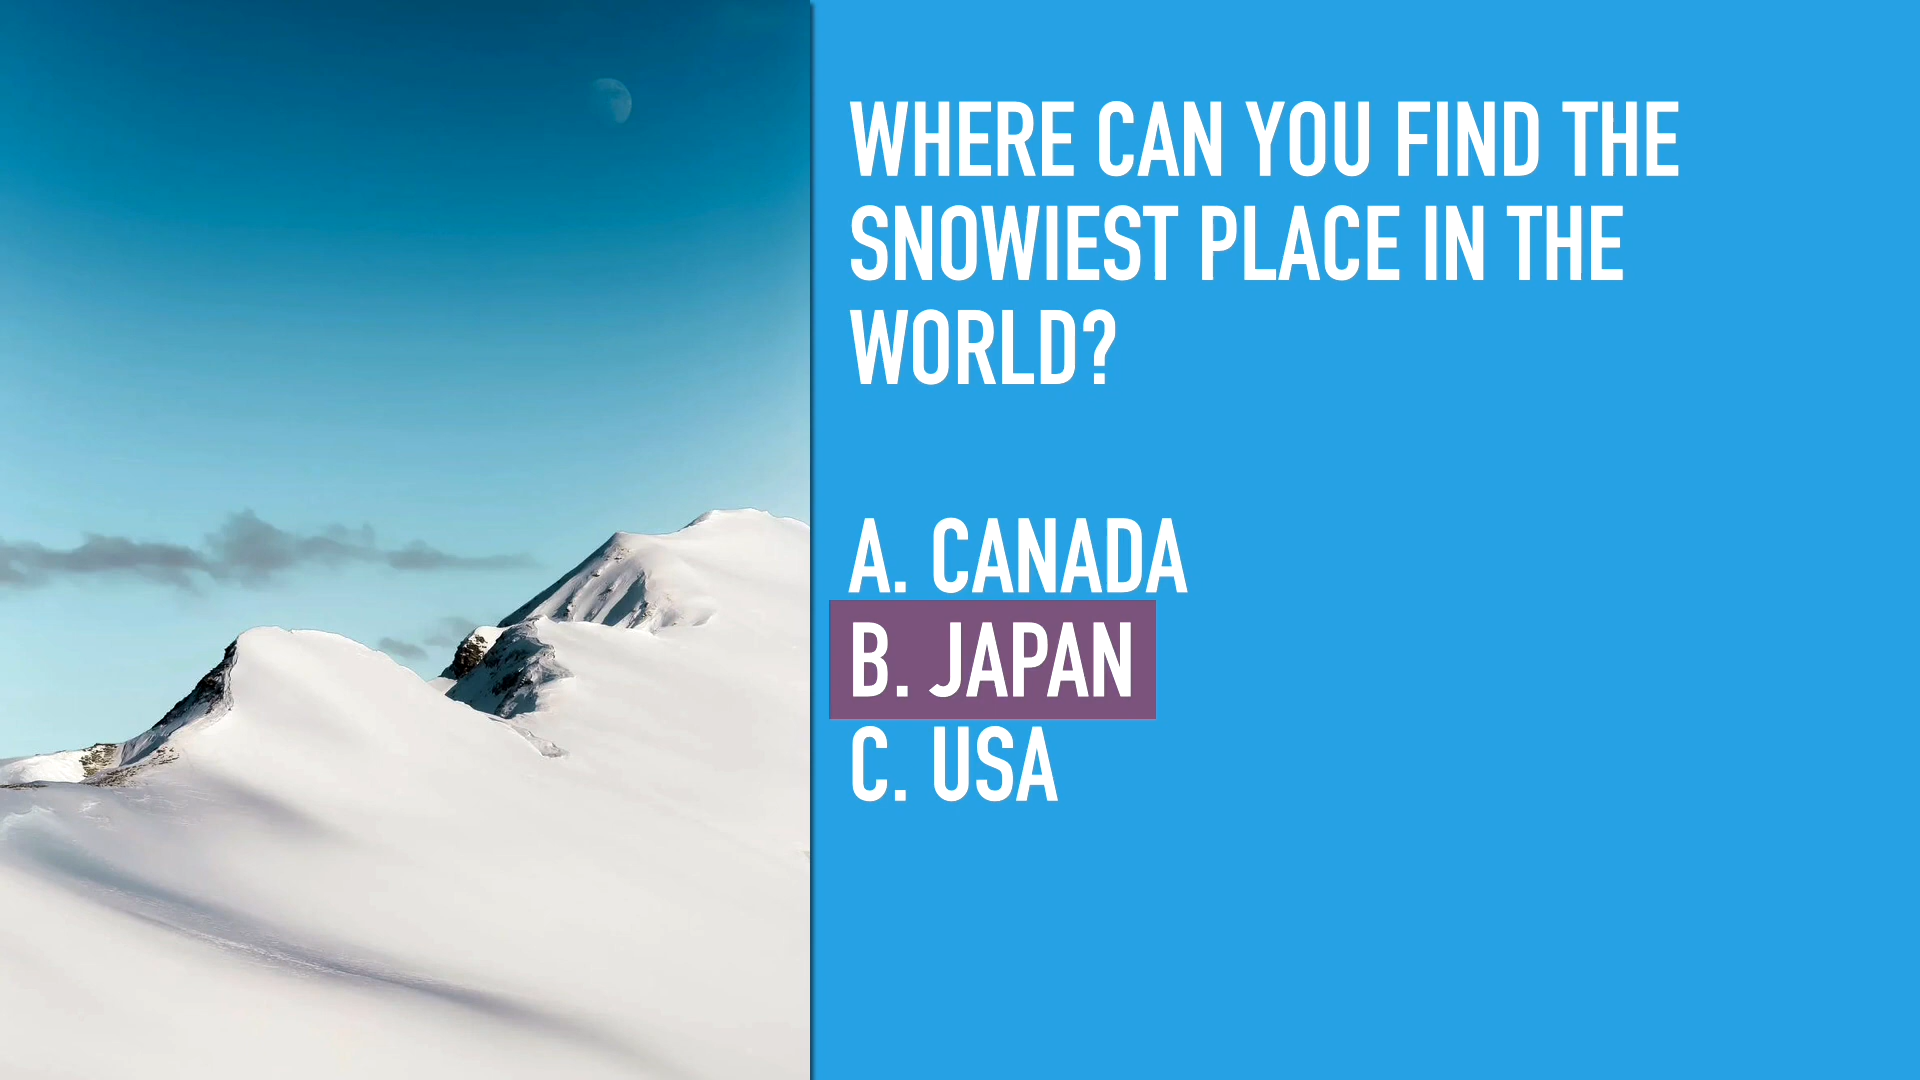 WHERE CAN YOU FIND THE
SNOWIEST PLACE IN THE
WORLD?
A. CANADA
B. JAPAN
C. USA